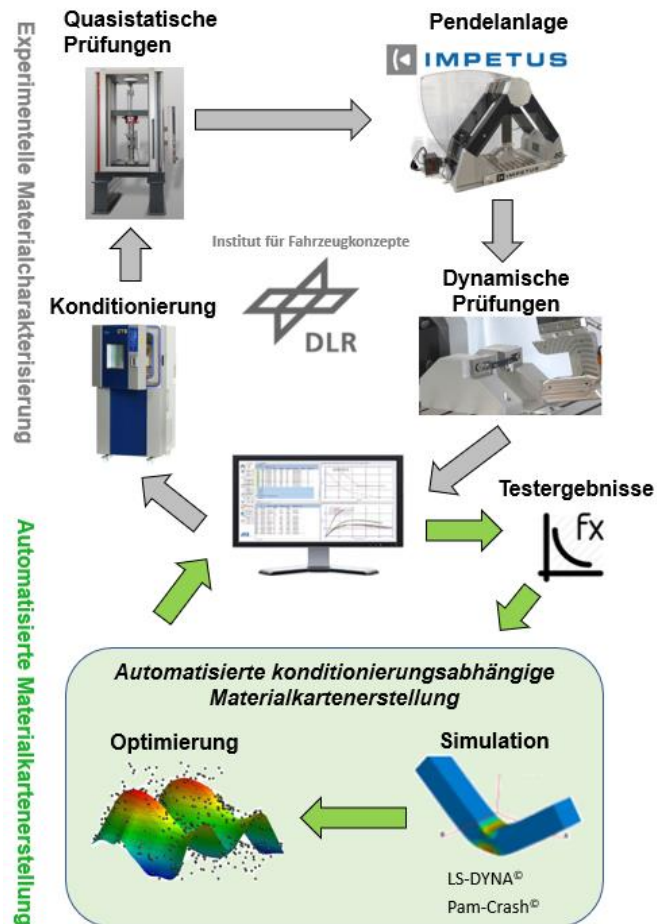 Experimentelle Materialcharakterisierung
Quasistatische
Prüfungen
Pendelanlage
IMPETUS
IMPETUS
Institut für Fahrzeugkonzepte
DLR
Konditionierung
Dynamische
Prüfungen
Testergebnisse
fx
Automatisierte Materialkartenerstellung
Automatisierte konditionierungsabhängige
Materialkartenerstellung
Optimierung
Simulation
LS-DYNA©
Pam-Crash©